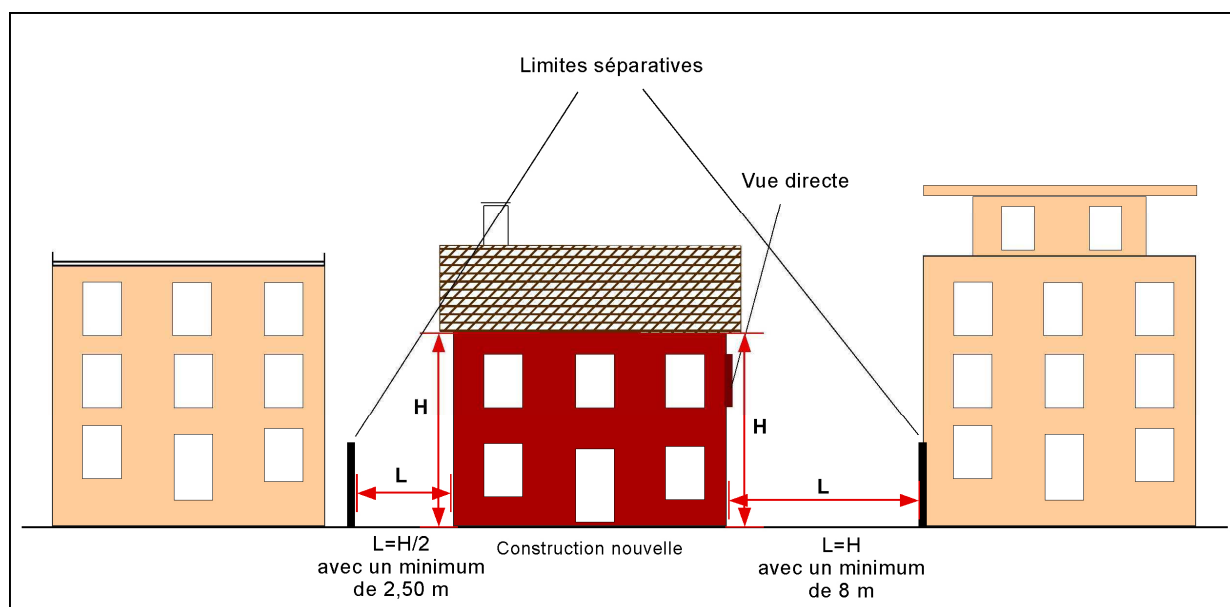 Limites séparatives
Vue directe
H
H
L
L
L=H/2
avec un minimum
de 2,50 m
Construction nouvelle
L=H
avec un minimum
de 8 m